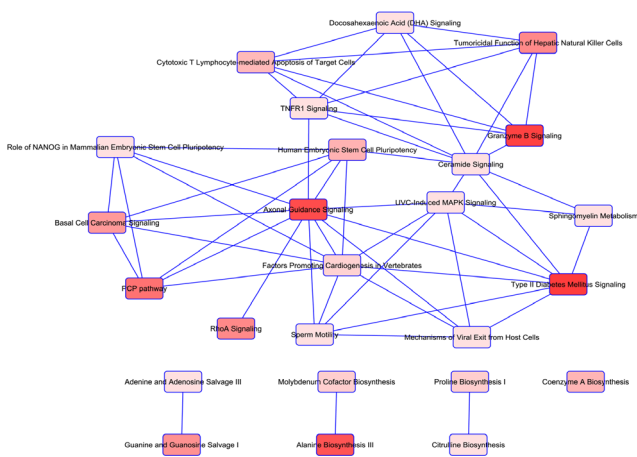 Docosahexaenoic Acid (DHA) Signaling
Tumoricidal Function of Hepatic Natural Killer Cells
Cytotoxic T Lymphocyte-mediated Apoptosis of Target Cells
TNFR1 Signaling
Granzyme B Signaling
Role of NANOG in Mammalian Embryonic Stem Cell Pluripotency
Human Embryonic Stem Cell Pluripotency
Ceramide Signaling
Axonal Guidance Signaling
UVC-Induced MAPK Signaling
Basal Cell Carcinoma Signaling
Sphingomyelin Metabolism
Factors Promoting Cardiogenesis in Vertebrates
PCP pathway
Type II Diabetes Mellitus Signaling
RhoA Signaling
Sperm Motility
Mechanisms of Viral Exit from Host Cells
Adenine and Adenosine Salvage III
Molybdenum Cofactor Biosynthesis
Proline Biosynthesis I
Coenzyme A Biosynthesis
Guanine and Guanosine Salvage I
Alanine Biosynthesis III
Citrulline Biosynthesis